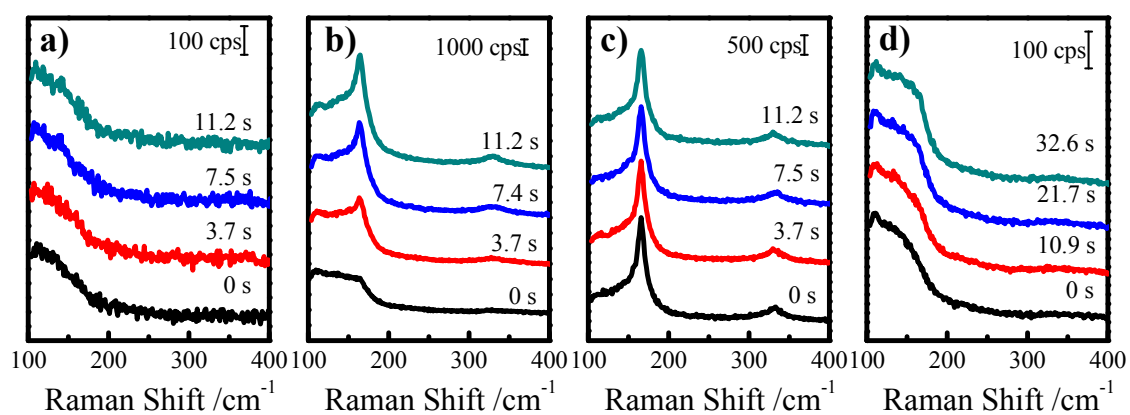 a)
100 cps
11.2 s
7.5 s
3.7 s
0 s
100 200 300 400
Raman Shift /cm-1
b)
1000 cps
11.2 s
7.4 s
3.7 s
0 s
100 200 300 400
Raman Shift /cm-1
c)
500 cps
11.2 s
7.5 s
3.7 s
0 s
100 200 300 400
Raman Shift /cm-1
d)
100 cps
32.6 s
21.7 s
10.9 s
0 s
100 200 300 400
Raman Shift /cm-1